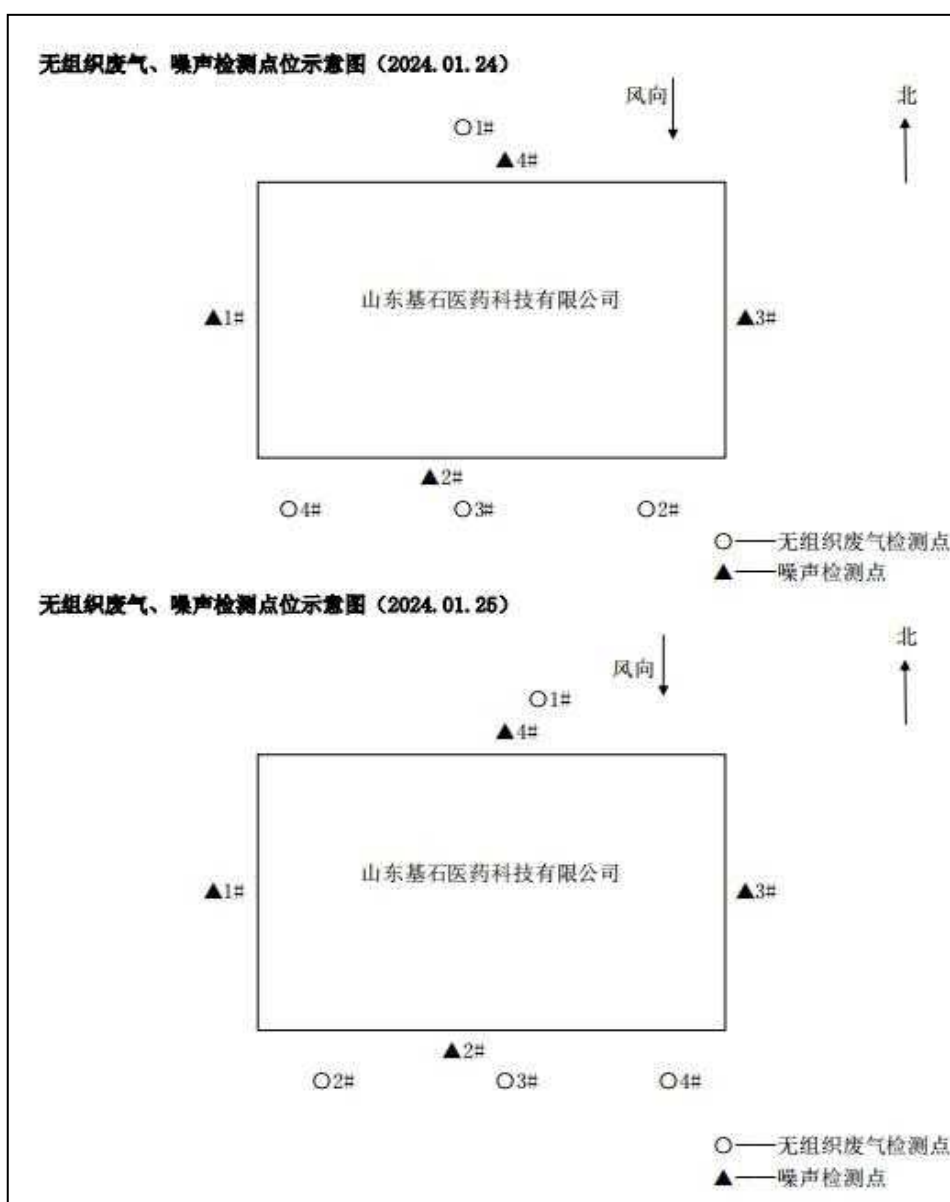 无组织废气、噪声检测点位示意图（2024.01.24）
风向
北
○1#
▲4#
山东基石医药科技有限公司
▲1#
▲3#
▲2#
○4#
○3#
○2#
○——无组织废气检测点
▲——噪声检测点
无组织废气、噪声检测点位示意图（2024.01.25）
风向
北
○1#
▲4#
山东基石医药科技有限公司
▲1#
▲3#
▲2#
○2#
○3#
○4#
○——无组织废气检测点
▲——噪声检测点